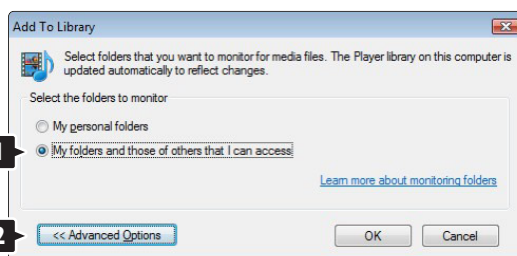 Add To Library
Select folders that you want to monitor for media files. The Player library on this computer is
updated automatically to reflect changes.
Select the folders to monitor
My personal folders
1
My folders and those of others that I can access
Learn more about monitoring folders
2
<< Advanced Options
OK
Cancel